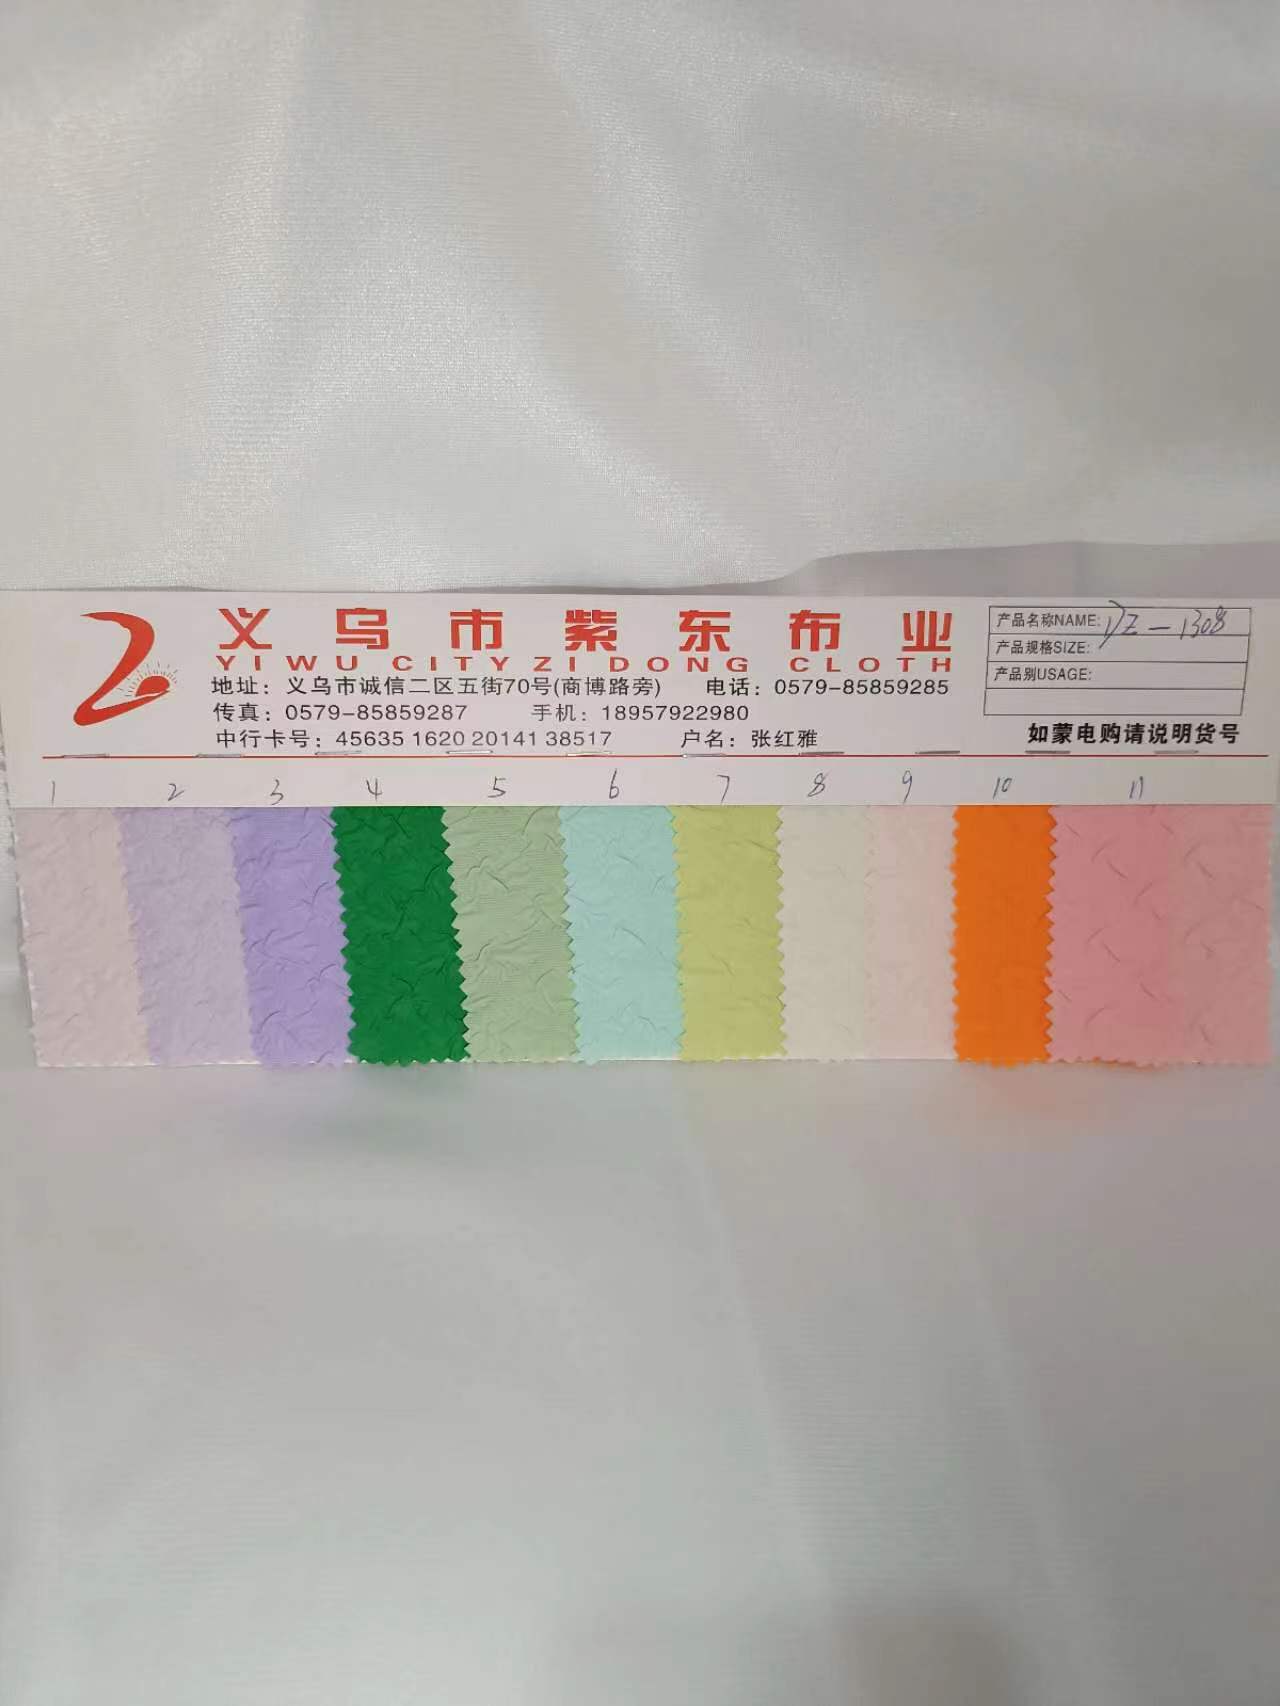 义乌市紫东布业
YIWU CITY ZI DONG CLOTH
地址：义乌市诚信二区五街70号(商博路旁) 电话：0579-85859285
传真：0579-85859287 手机：18957922980
中行卡号：45635 1620 20141 38517 户名：张红雅
产品名称NAME: DZ-1308
产品规格SIZE:
产品别USAGE:
如蒙电购请说明货号
1 2 3 4 5 6 7 8 9 10 11